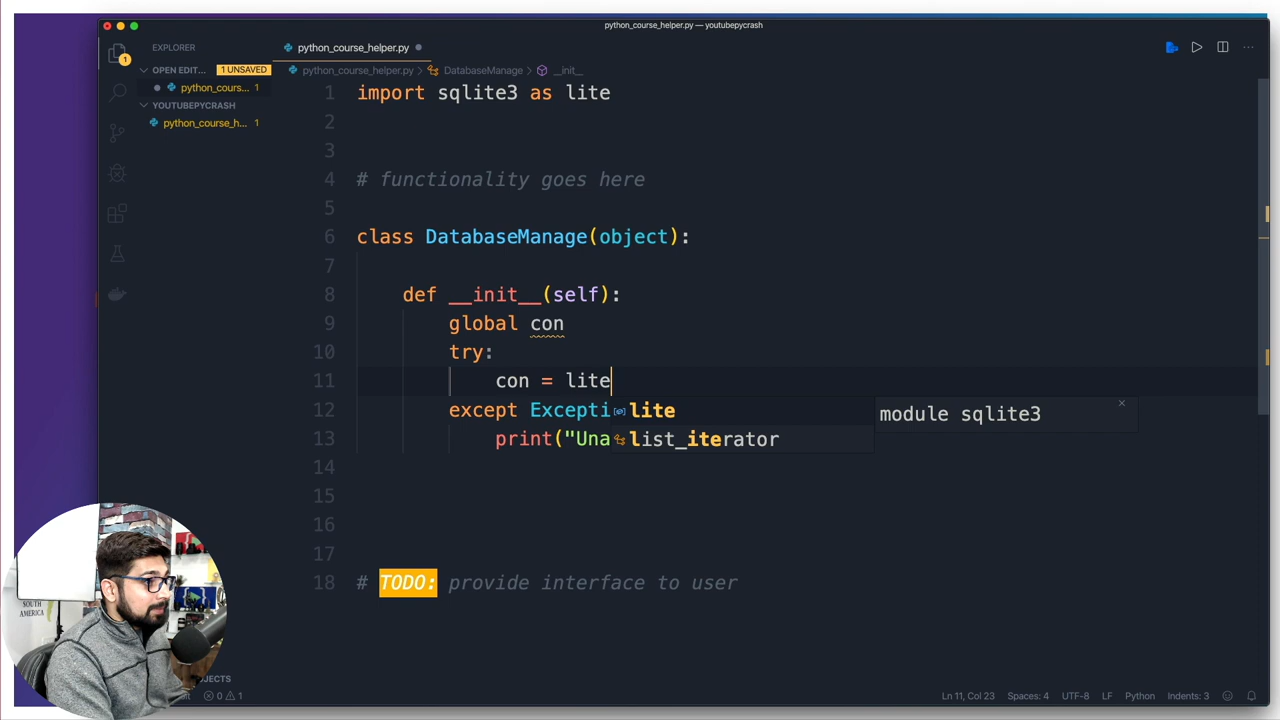 python_course_helper.py — youtubepycrash
EXPLORER
python_course_helper.py
OPEN EDIT... 1 UNSAVED
python_course_helper.py > DatabaseManage > __init__
python_cours... 1
YOUTUBEPYCRASH
python_course_h... 1
1
1 import sqlite3 as lite
2
3
4 # functionality goes here
5
6 class DatabaseManage(object):
7
8 def __init__(self):
9 global con
10 try:
11 con = lite
12 except Excepti
lite
module sqlite3
13 print("Una
list_iterator
14
15
16
17
18 # TODO: provide interface to user
SOUTH
AMERICA
0 1
Ln 11, Col 23 Spaces: 4 UTF-8 LF Python Indents: 3